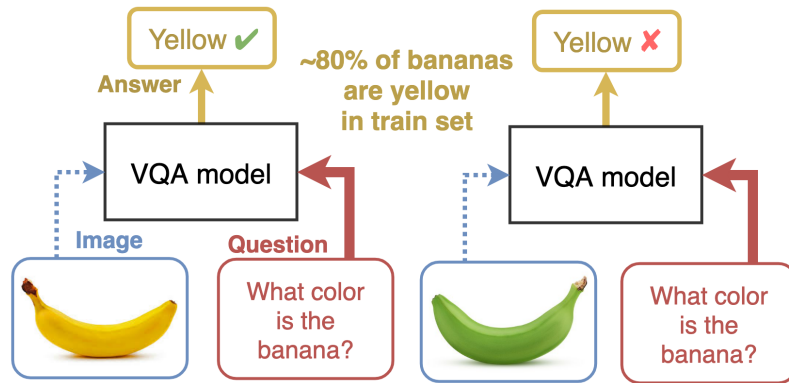 Yellow ✔
Answer
~80% of bananas
are yellow
in train set
Yellow ✘
VQA model
VQA model
Image
Question
What color
is the
banana?
What color
is the
banana?